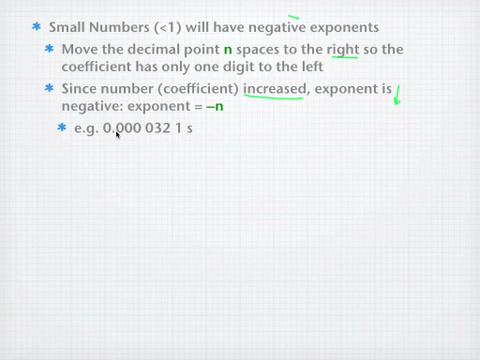 * Small Numbers (<1) will have negative exponents
* Move the decimal point n spaces to the right so the
coefficient has only one digit to the left
* Since number (coefficient) increased, exponent is
negative: exponent = –n
* e.g. 0.000 032 1 s